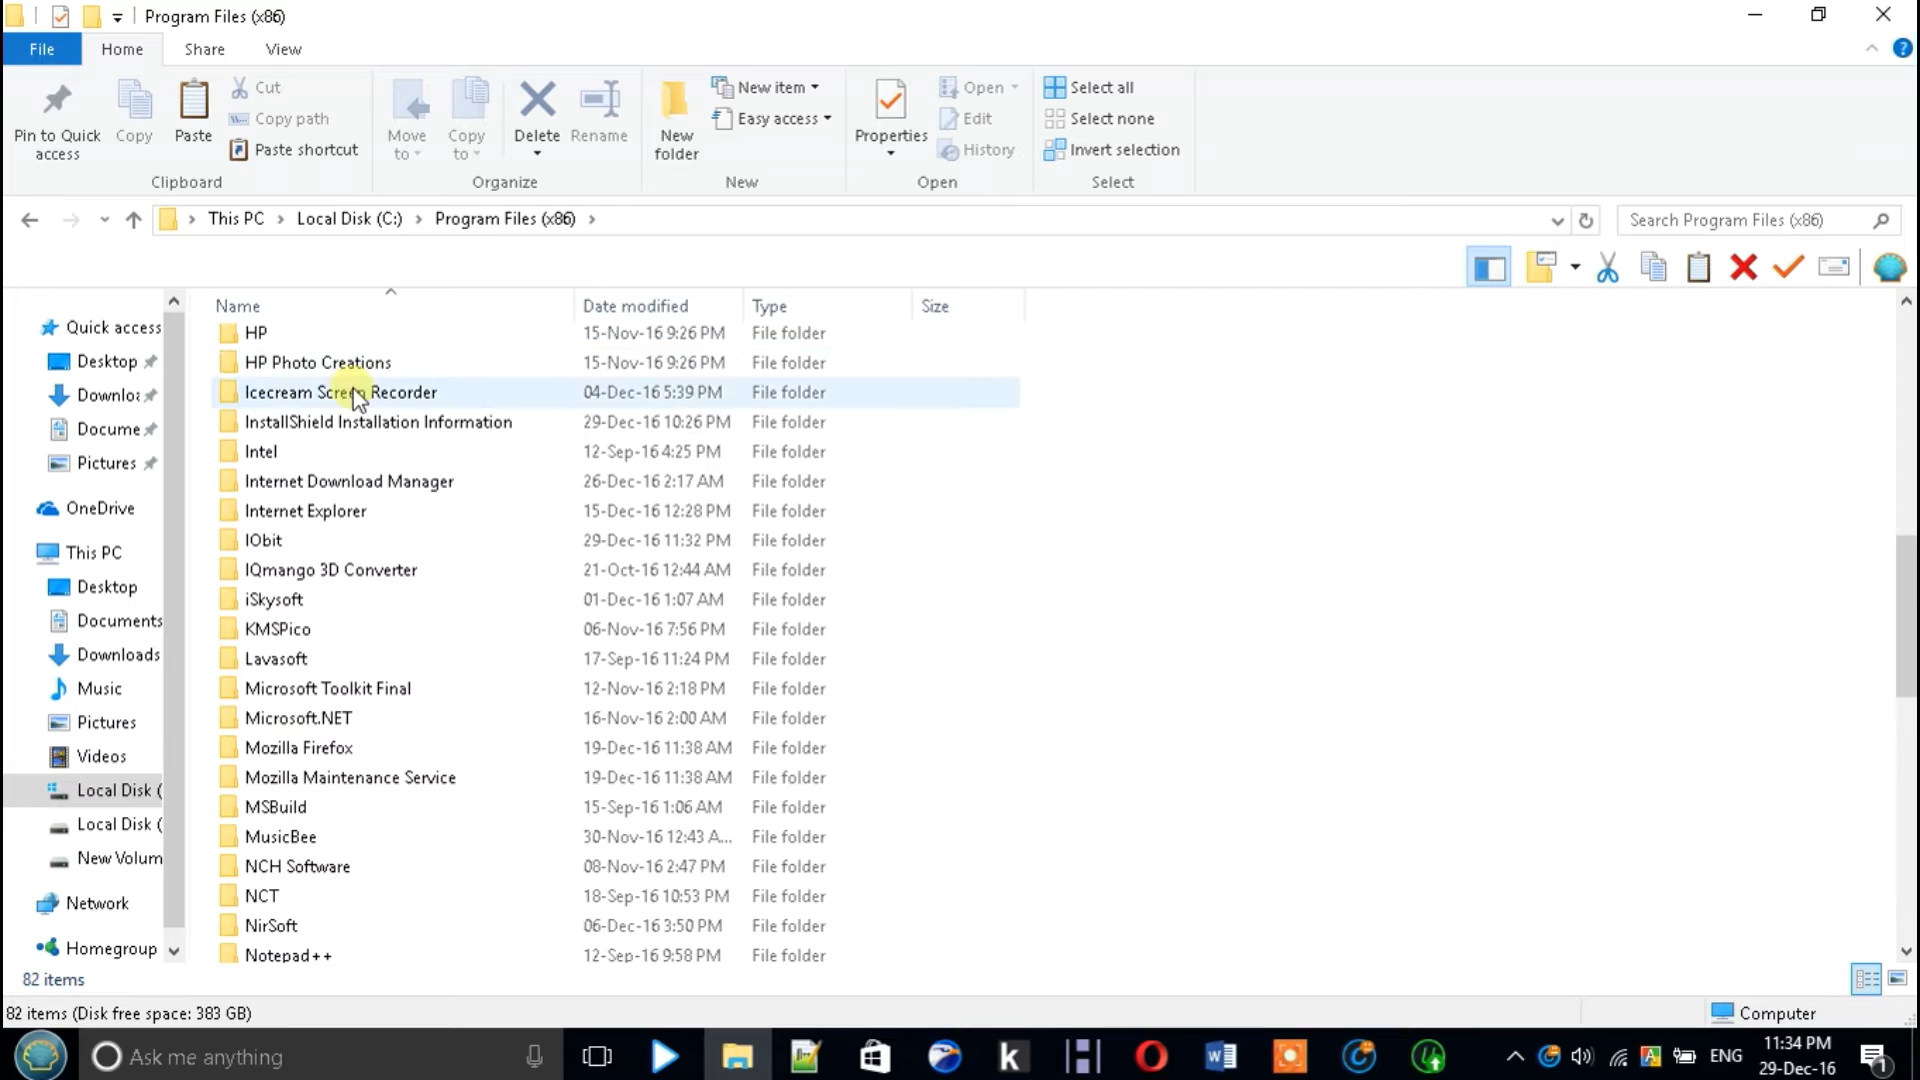 Program Files (x86)
File Home Share View
Pin to Quick access
Copy
Paste
Cut
Copy path
Paste shortcut
Clipboard
Move to
Copy to
Delete
Rename
Organize
New folder
New item
Easy access
New
Properties
Open
Edit
History
Open
Select all
Select none
Invert selection
Select
This PC > Local Disk (C:) > Program Files (x86) >
Search Program Files (x86)
Quick access
Desktop
Downloa
Docume
Pictures
OneDrive
This PC
Desktop
Documents
Downloads
Music
Pictures
Videos
Local Disk (
Local Disk (
New Volum
Network
Homegroup
Name Date modified Type Size
HP 15-Nov-16 9:26 PM File folder
HP Photo Creations 15-Nov-16 9:26 PM File folder
Icecream Screen Recorder 04-Dec-16 5:39 PM File folder
InstallShield Installation Information 29-Dec-16 10:26 PM File folder
Intel 12-Sep-16 4:25 PM File folder
Internet Download Manager 26-Dec-16 2:17 AM File folder
Internet Explorer 15-Dec-16 12:28 PM File folder
IObit 29-Dec-16 11:32 PM File folder
IQmango 3D Converter 21-Oct-16 12:44 AM File folder
iSkysoft 01-Dec-16 1:07 AM File folder
KMSPico 06-Nov-16 7:56 PM File folder
Lavasoft 17-Sep-16 11:24 PM File folder
Microsoft Toolkit Final 12-Nov-16 2:18 PM File folder
Microsoft.NET 16-Nov-16 2:00 AM File folder
Mozilla Firefox 19-Dec-16 11:38 AM File folder
Mozilla Maintenance Service 19-Dec-16 11:38 AM File folder
MSBuild 15-Sep-16 1:06 AM File folder
MusicBee 30-Nov-16 12:43 A... File folder
NCH Software 08-Nov-16 2:47 PM File folder
NCT 18-Sep-16 10:53 PM File folder
NirSoft 06-Dec-16 3:50 PM File folder
Notepad++ 12-Sep-16 9:58 PM File folder
82 items
82 items (Disk free space: 383 GB)
Computer
Ask me anything
ENG
11:34 PM
29-Dec-16
1